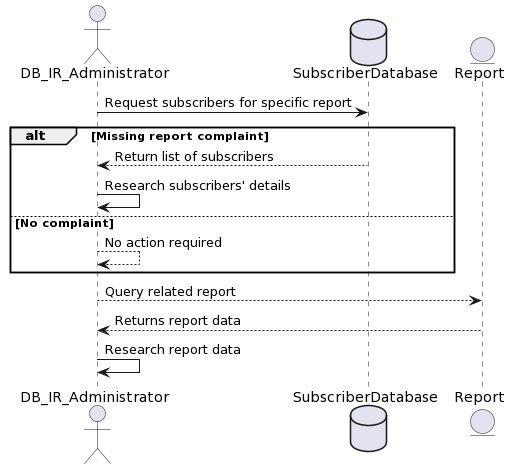 DB_IR_Administrator SubscriberDatabase Report
Request subscribers for specific report
alt [Missing report complaint]
Return list of subscribers
Research subscribers' details
[No complaint]
No action required
Query related report
Returns report data
Research report data
DB_IR_Administrator SubscriberDatabase Report